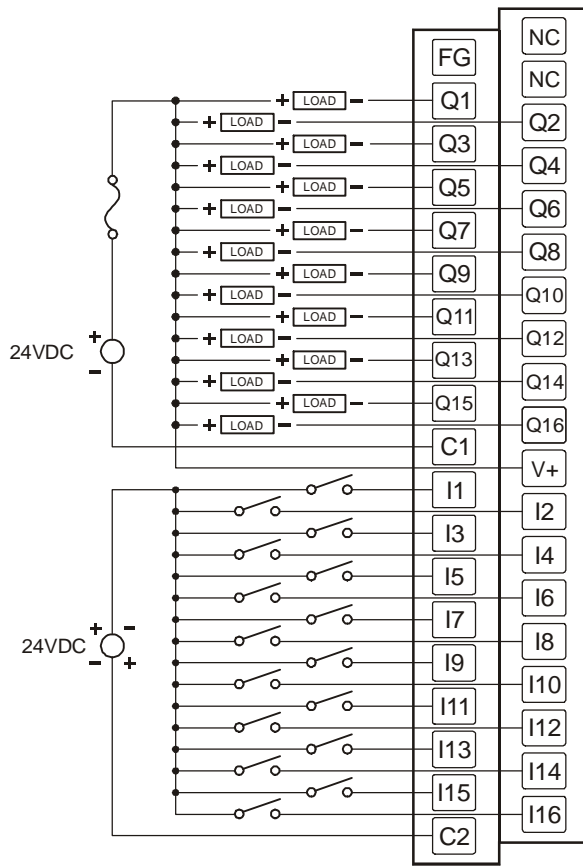 NC
FG
NC
+ LOAD − Q1
+ LOAD − Q2
+ LOAD − Q3
+ LOAD − Q4
+ LOAD − Q5
+ LOAD − Q6
+ LOAD − Q7
+ LOAD − Q8
+ LOAD − Q9
+ LOAD − Q10
+ LOAD − Q11
+ LOAD − Q12
+ LOAD − Q13
+ LOAD − Q14
+ LOAD − Q15
+ LOAD − Q16
+
24VDC
−
C1
V+
I1
I2
I3
I4
I5
I6
I7
I8
+ −
24VDC
− +
I9
I10
I11
I12
I13
I14
I15
I16
C2